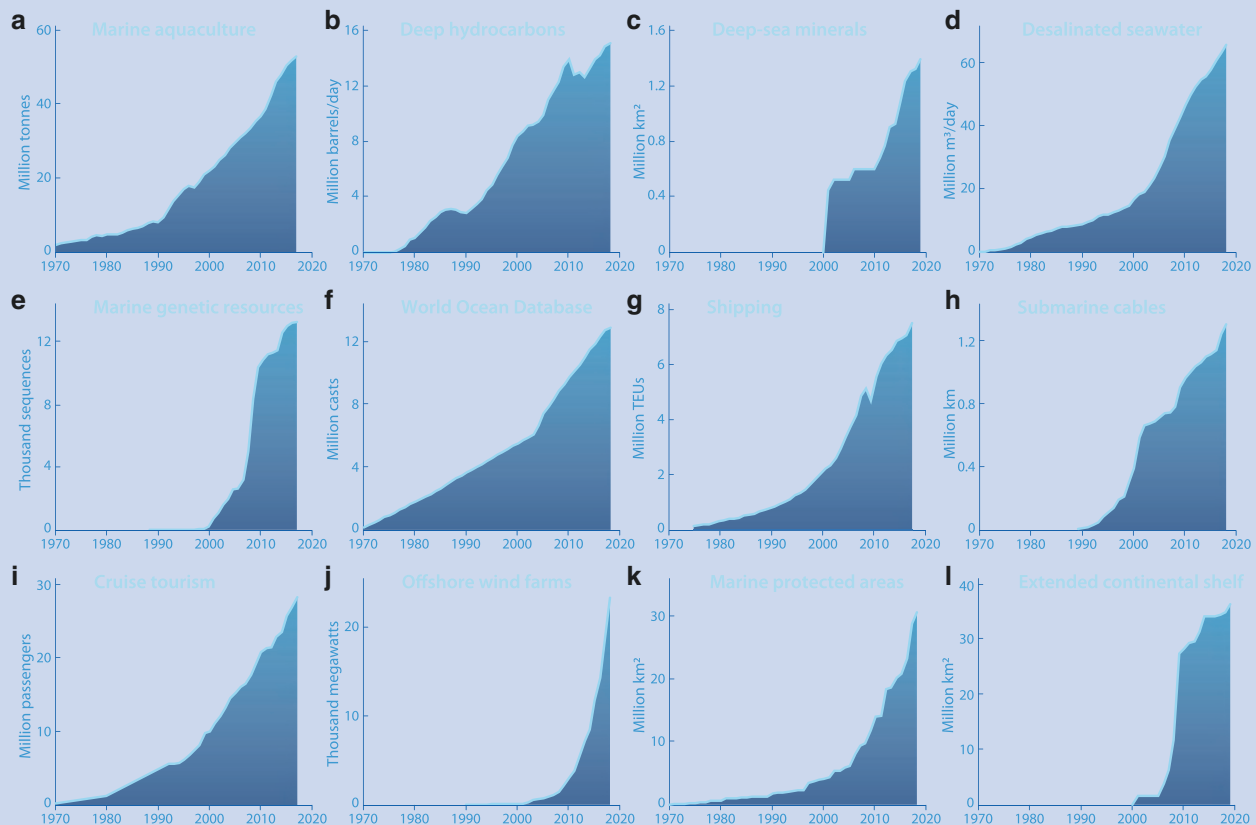 a Marine aquaculture
Million tonnes
60
40
20
0
1970 1980 1990 2000 2010 2020
b Deep hydrocarbons
Million barrels/day
16
12
8
4
0
1970 1980 1990 2000 2010 2020
c Deep-sea minerals
Million km²
1.6
1.2
0.8
0.4
0
1970 1980 1990 2000 2010 2020
d Desalinated seawater
Million m³/day
60
40
20
0
1970 1980 1990 2000 2010 2020
e Marine genetic resources
Thousand sequences
12
8
4
0
1970 1980 1990 2000 2010 2020
f World Ocean Database
Million casts
12
8
4
0
1970 1980 1990 2000 2010 2020
g Shipping
Million TEUs
8
6
4
2
0
1970 1980 1990 2000 2010 2020
h Submarine cables
Million km
1.2
0.8
0.4
0
1970 1980 1990 2000 2010 2020
i Cruise tourism
Million passengers
30
20
10
0
1970 1980 1990 2000 2010 2020
j Offshore wind farms
Thousand megawatts
20
10
0
1970 1980 1990 2000 2010 2020
k Marine protected areas
Million km²
30
20
10
0
1970 1980 1990 2000 2010 2020
l Extended continental shelf
Million km²
40
30
20
10
0
1970 1980 1990 2000 2010 2020